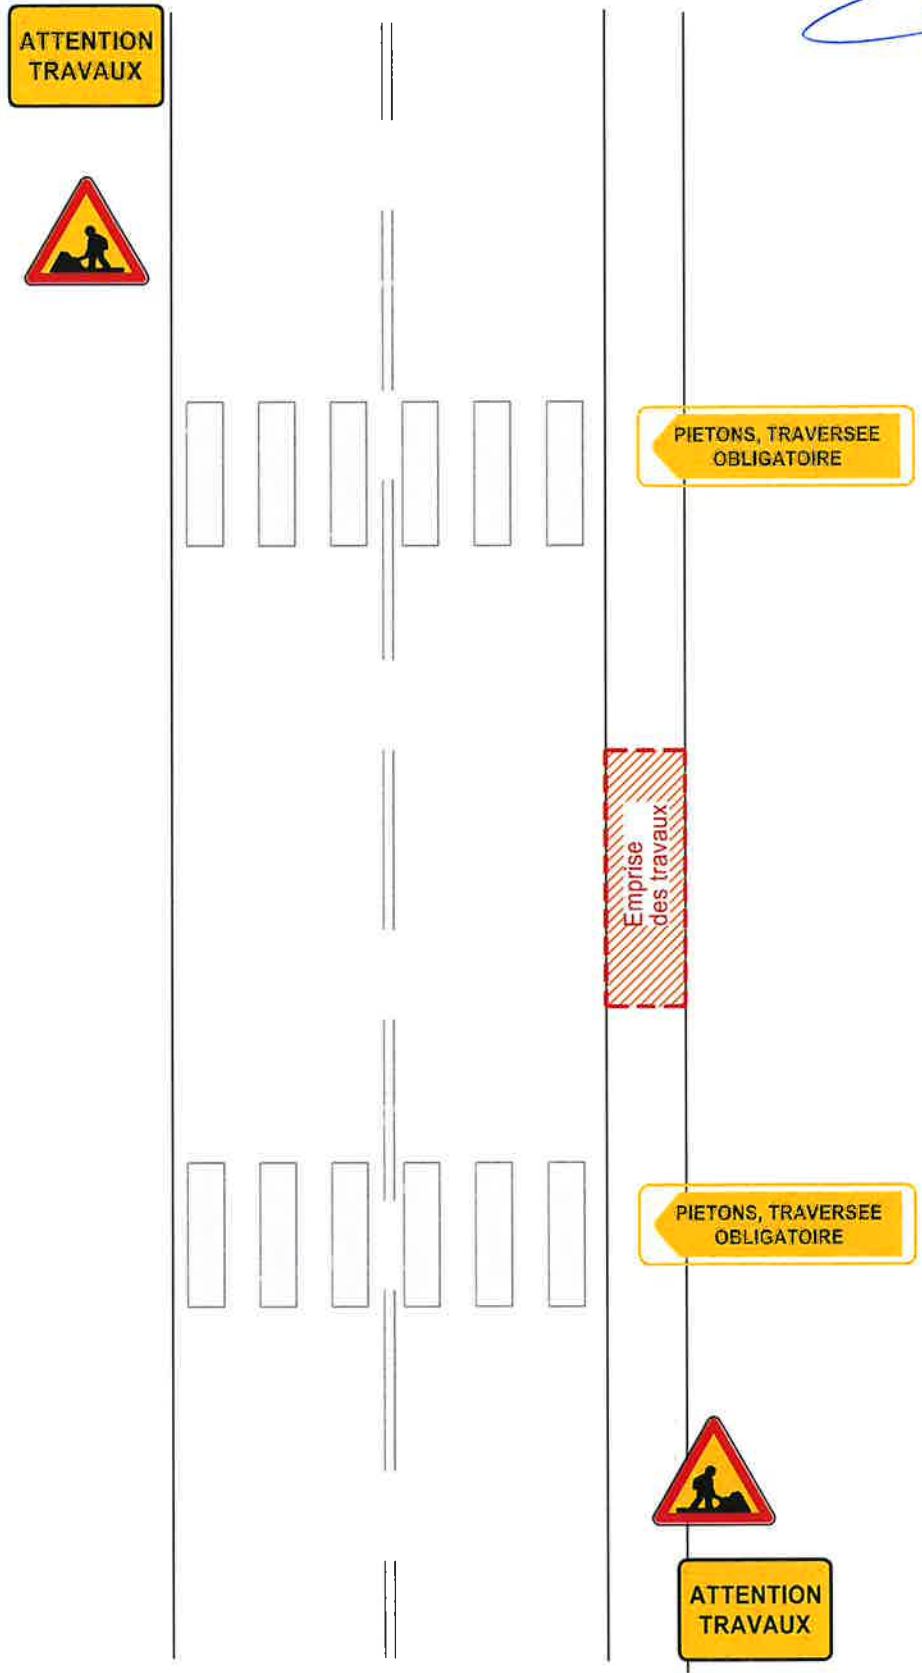 ATTENTION
TRAVAUX
PIETONS, TRAVERSEE
OBLIGATOIRE
Emprise
des travaux
PIETONS, TRAVERSEE
OBLIGATOIRE
ATTENTION
TRAVAUX